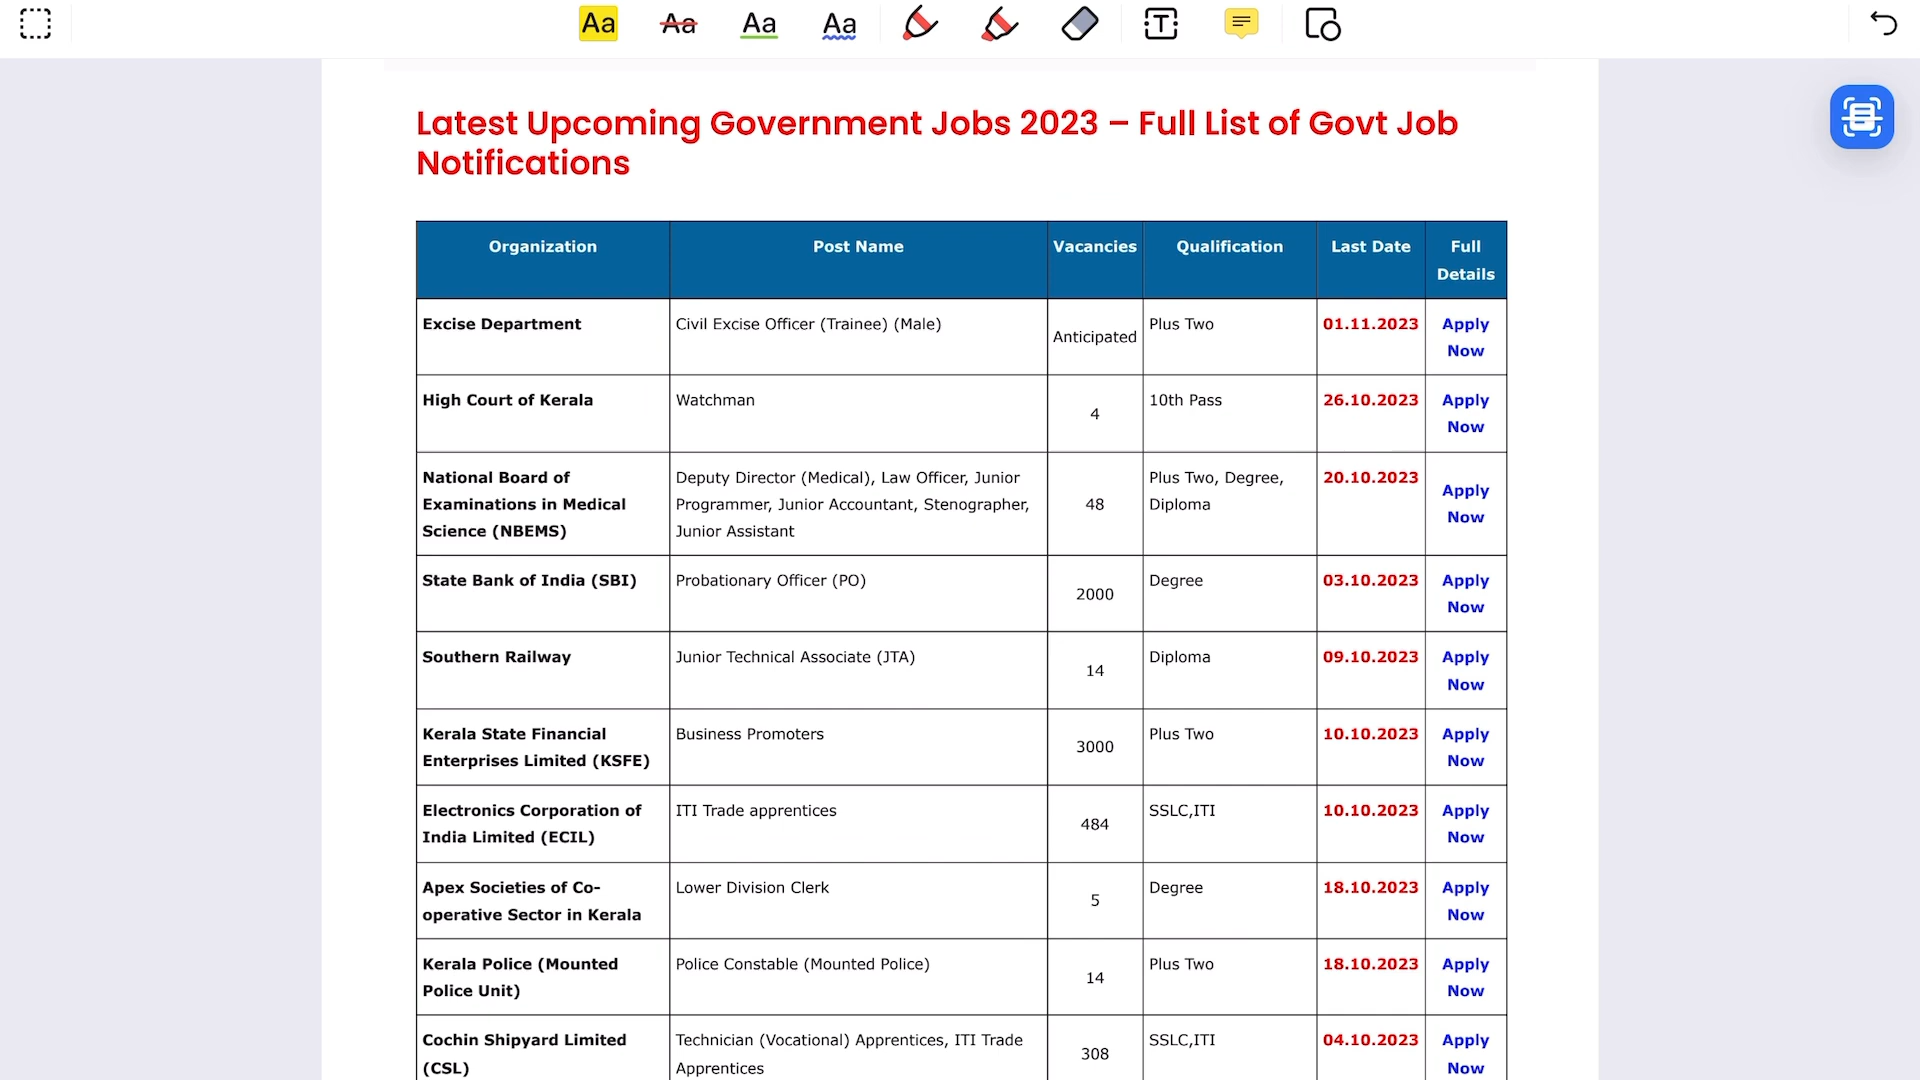 Aa Aa Aa Aa T
Latest Upcoming Government Jobs 2023 – Full List of Govt Job
Notifications
Organization Post Name Vacancies Qualification Last Date Full
Details
Excise Department Civil Excise Officer (Trainee) (Male) Anticipated Plus Two 01.11.2023 Apply
Now
High Court of Kerala Watchman 4 10th Pass 26.10.2023 Apply
Now
National Board of Deputy Director (Medical), Law Officer, Junior Plus Two, Degree, 20.10.2023 Apply
Examinations in Medical Programmer, Junior Accountant, Stenographer, 48 Diploma Now
Science (NBEMS) Junior Assistant
State Bank of India (SBI) Probationary Officer (PO) 2000 Degree 03.10.2023 Apply
Now
Southern Railway Junior Technical Associate (JTA) 14 Diploma 09.10.2023 Apply
Now
Kerala State Financial Business Promoters 3000 Plus Two 10.10.2023 Apply
Enterprises Limited (KSFE) Now
Electronics Corporation of ITI Trade apprentices 484 SSLC,ITI 10.10.2023 Apply
India Limited (ECIL) Now
Apex Societies of Co- Lower Division Clerk 5 Degree 18.10.2023 Apply
operative Sector in Kerala Now
Kerala Police (Mounted Police Constable (Mounted Police) 14 Plus Two 18.10.2023 Apply
Police Unit) Now
Cochin Shipyard Limited Technician (Vocational) Apprentices, ITI Trade 308 SSLC,ITI 04.10.2023 Apply
(CSL) Apprentices Now